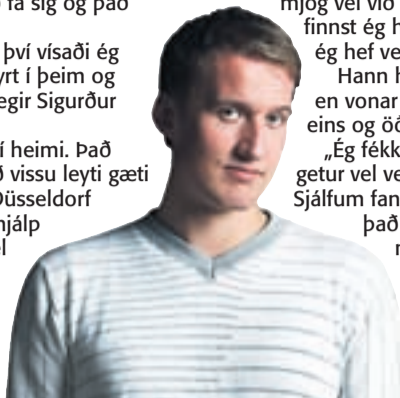 fá sig og það
því vísaði ég
yrt í þeim og
egir Sigurður
í heimi. Það
vissu leyti gæti
Düsseldorf
hjálp
mjög vel við
finnst ég h
ég hef ve
Hann h
en vonar
eins og öð
„Ég fékk
getur vel ve
Sjálfum fan
það